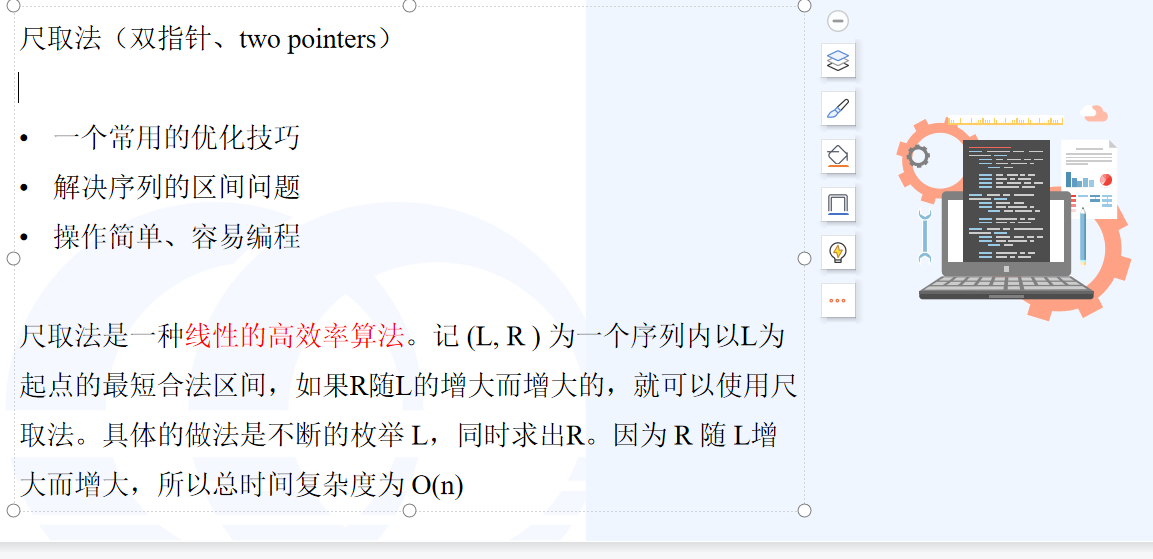 尺取法（双指针、two pointers）
• 一个常用的优化技巧
• 解决序列的区间问题
• 操作简单、容易编程
尺取法是一种线性的高效率算法。记 (L, R ) 为一个序列内以L为
起点的最短合法区间，如果R随L的增大而增大的，就可以使用尺
取法。具体的做法是不断的枚举 L，同时求出R。因为 R 随 L增
大而增大，所以总时间复杂度为 O(n)